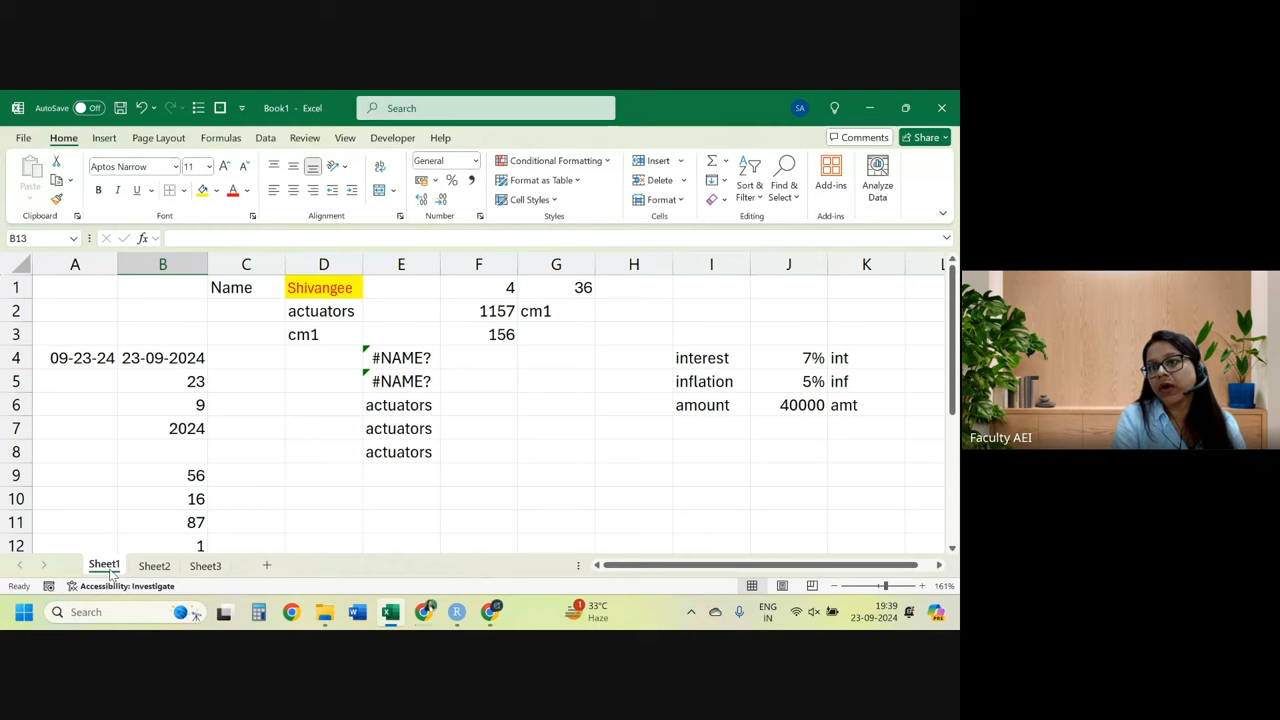 AutoSave Off Book1 - Excel Search SA
File Home Insert Page Layout Formulas Data Review View Developer Help Comments Share
Paste Aptos Narrow 11 General Conditional Formatting Insert Sort & Filter Find & Select Add-ins Analyze Data
B I U Format as Table Delete
Cell Styles Format
Clipboard Font Alignment Number Styles Cells Editing Add-ins
B13 fx
A B C D E F G H I J K L
1 Name Shivangee 4 36
2 actuators 1157 cm1
3 cm1 156
4 09-23-24 23-09-2024 #NAME? interest 7% int
5 23 #NAME? inflation 5% inf
6 9 actuators amount 40000 amt
7 2024 actuators
8 actuators
9 56
10 16
11 87
12 1
Sheet1 Sheet2 Sheet3
Ready Accessibility: Investigate 161%
Search 1 33°C Haze ENG IN 19:39 23-09-2024 PRE
Faculty AEI